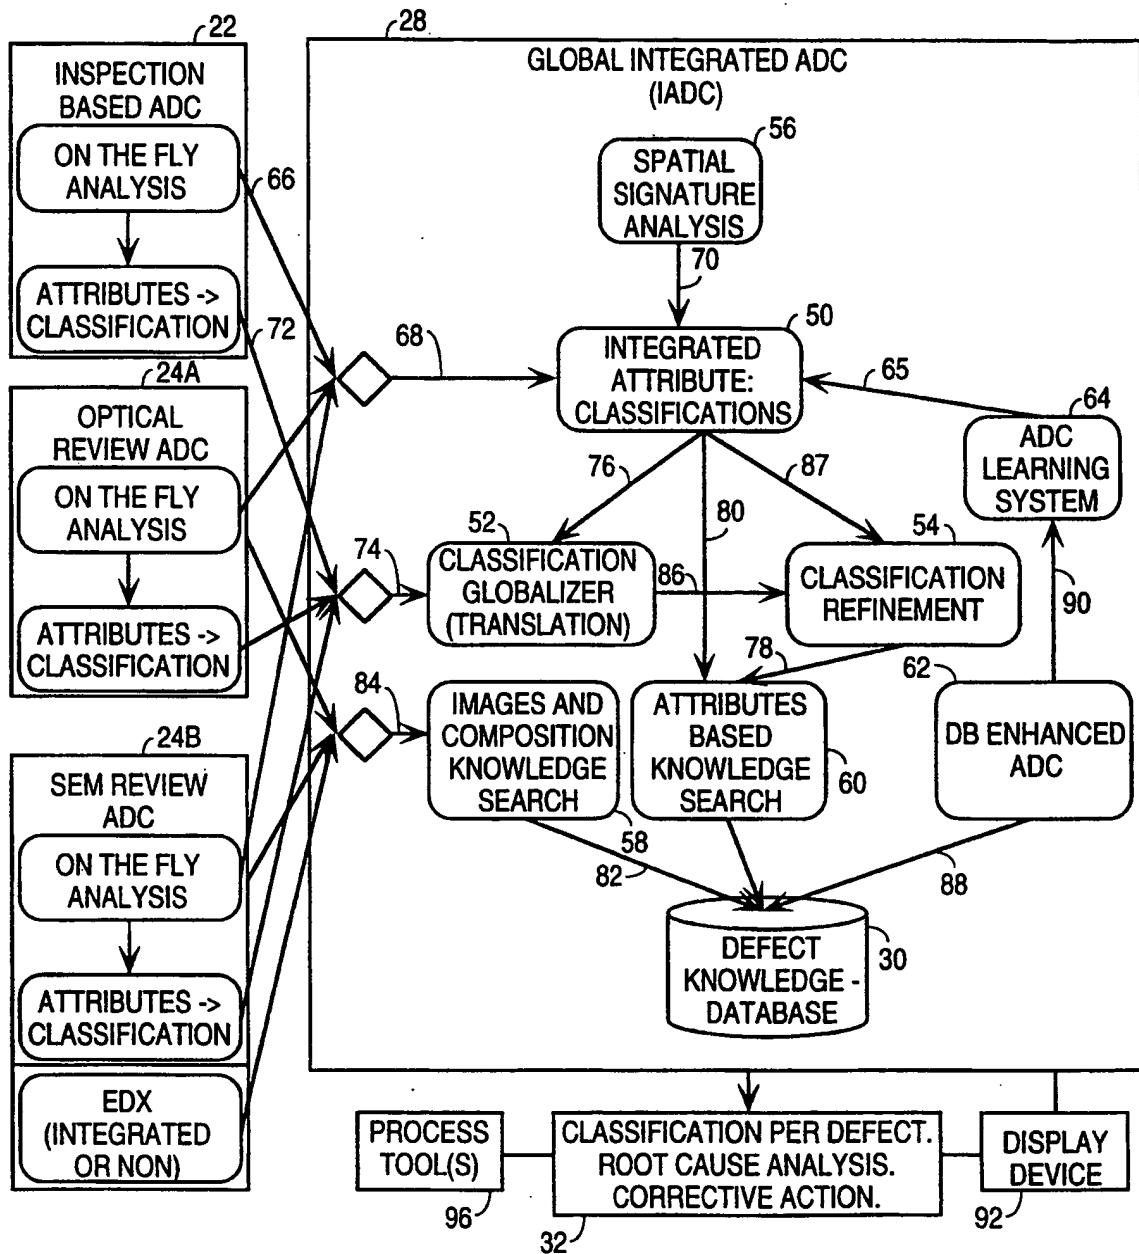 22
INSPECTION
BASED ADC
ON THE FLY
ANALYSIS
ATTRIBUTES ->
CLASSIFICATION
66
72
24A
OPTICAL
REVIEW ADC
ON THE FLY
ANALYSIS
ATTRIBUTES ->
CLASSIFICATION
24B
SEM REVIEW
ADC
ON THE FLY
ANALYSIS
ATTRIBUTES ->
CLASSIFICATION
EDX
(INTEGRATED
OR NON)
28
GLOBAL INTEGRATED ADC
(IADC)
56
SPATIAL
SIGNATURE
ANALYSIS
70
50
INTEGRATED
ATTRIBUTE:
CLASSIFICATIONS
68
65
64
ADC
LEARNING
SYSTEM
76
80
87
90
52
CLASSIFICATION
GLOBALIZER
(TRANSLATION)
74
86
54
CLASSIFICATION
REFINEMENT
78
84
IMAGES AND
COMPOSITION
KNOWLEDGE
SEARCH
58
ATTRIBUTES
BASED
KNOWLEDGE
SEARCH
60
62
DB ENHANCED
ADC
82
88
DEFECT
KNOWLEDGE -
DATABASE
30
PROCESS
TOOL(S)
96
CLASSIFICATION PER DEFECT.
ROOT CAUSE ANALYSIS.
CORRECTIVE ACTION.
32
DISPLAY
DEVICE
92